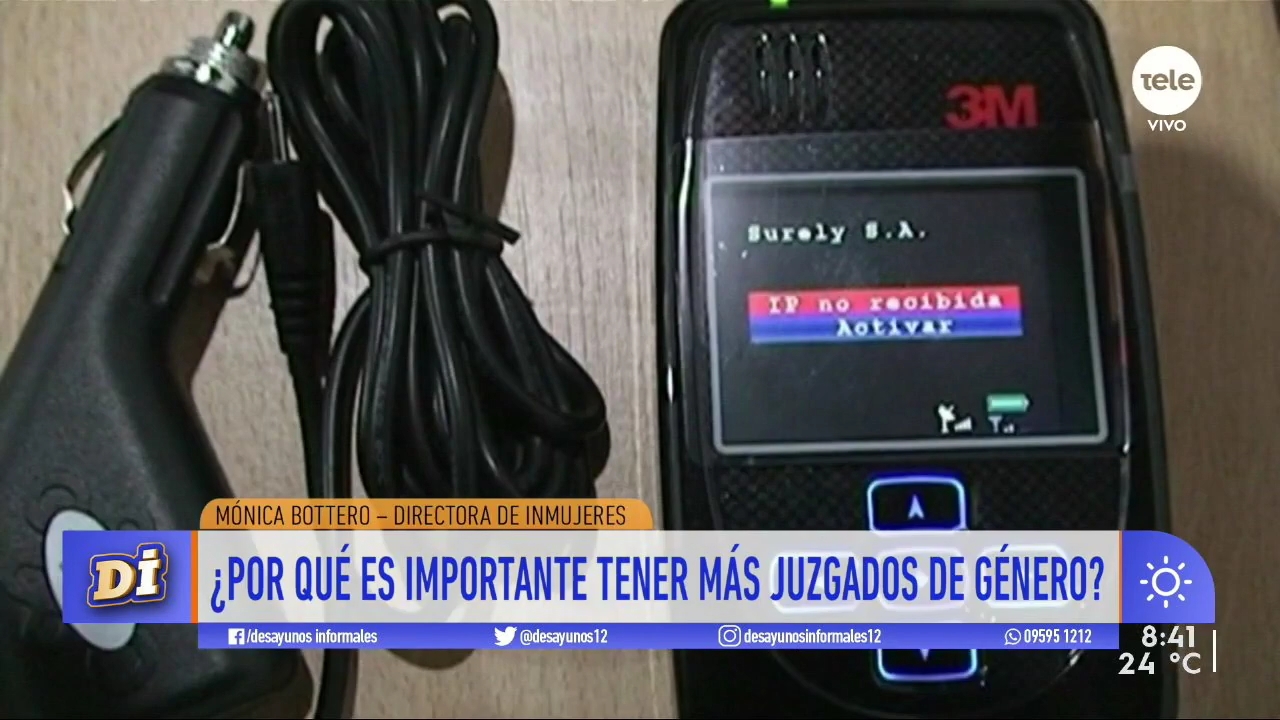 tele
VIVO
3M
Surely S.A.
IP no recibida
Activar
MÓNICA BOTTERO – DIRECTORA DE INMUJERES
Di
¿POR QUÉ ES IMPORTANTE TENER MÁS JUZGADOS DE GÉNERO?
/desayunos informales
@desayunos12
desayunosinformales12
09595 1212
8:41
24 °C